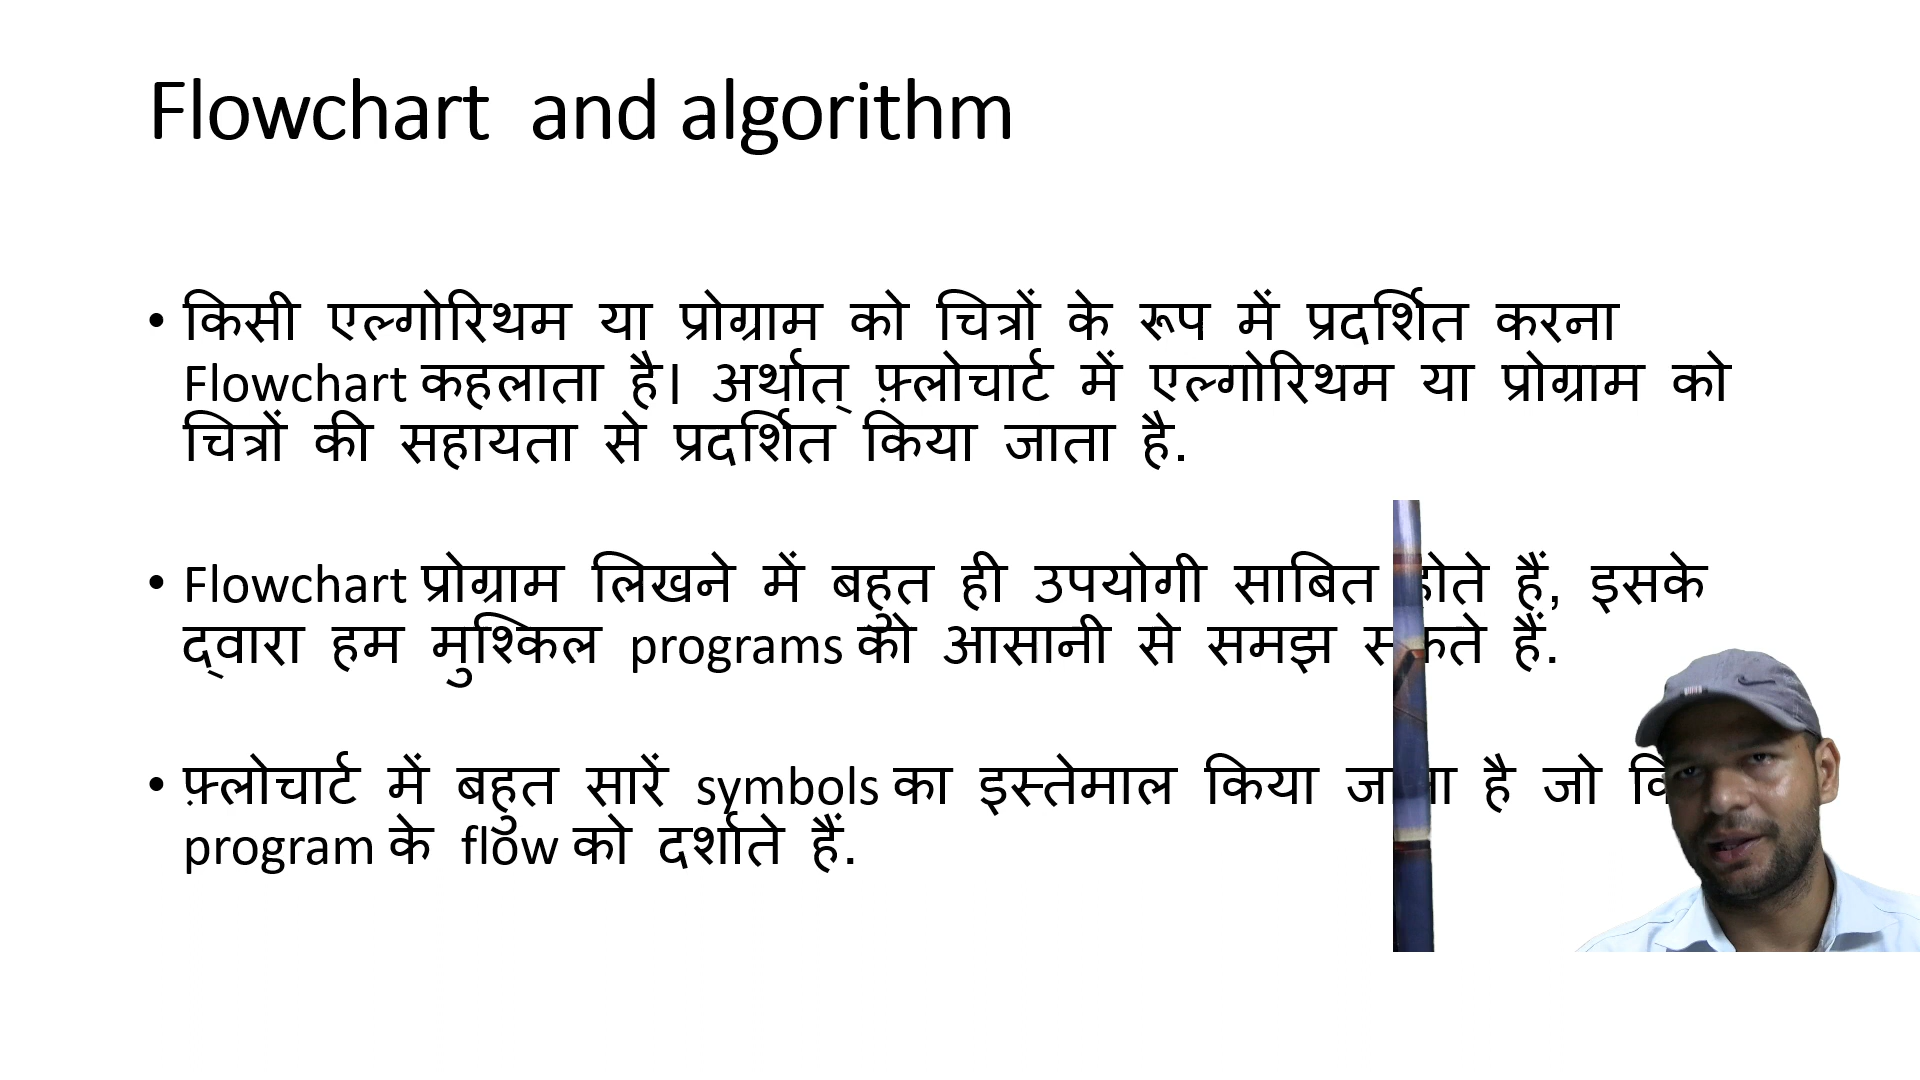 Flowchart and algorithm
• किसी एल्गोरिथम या प्रोग्राम को चित्रों के रूप में प्रदर्शित करना
Flowchart कहलाता है। अर्थात् फ़्लोचार्ट में एल्गोरिथम या प्रोग्राम को
चित्रों की सहायता से प्रदर्शित किया जाता है.
• Flowchart प्रोग्राम लिखने में बहुत ही उपयोगी साबित होते हैं, इसके
द्वारा हम मुश्किल programs को आसानी से समझ सकते हैं.
• फ़्लोचार्ट में बहुत सारें symbols का इस्तेमाल किया जाता है जो
program के flow को दर्शाते हैं.